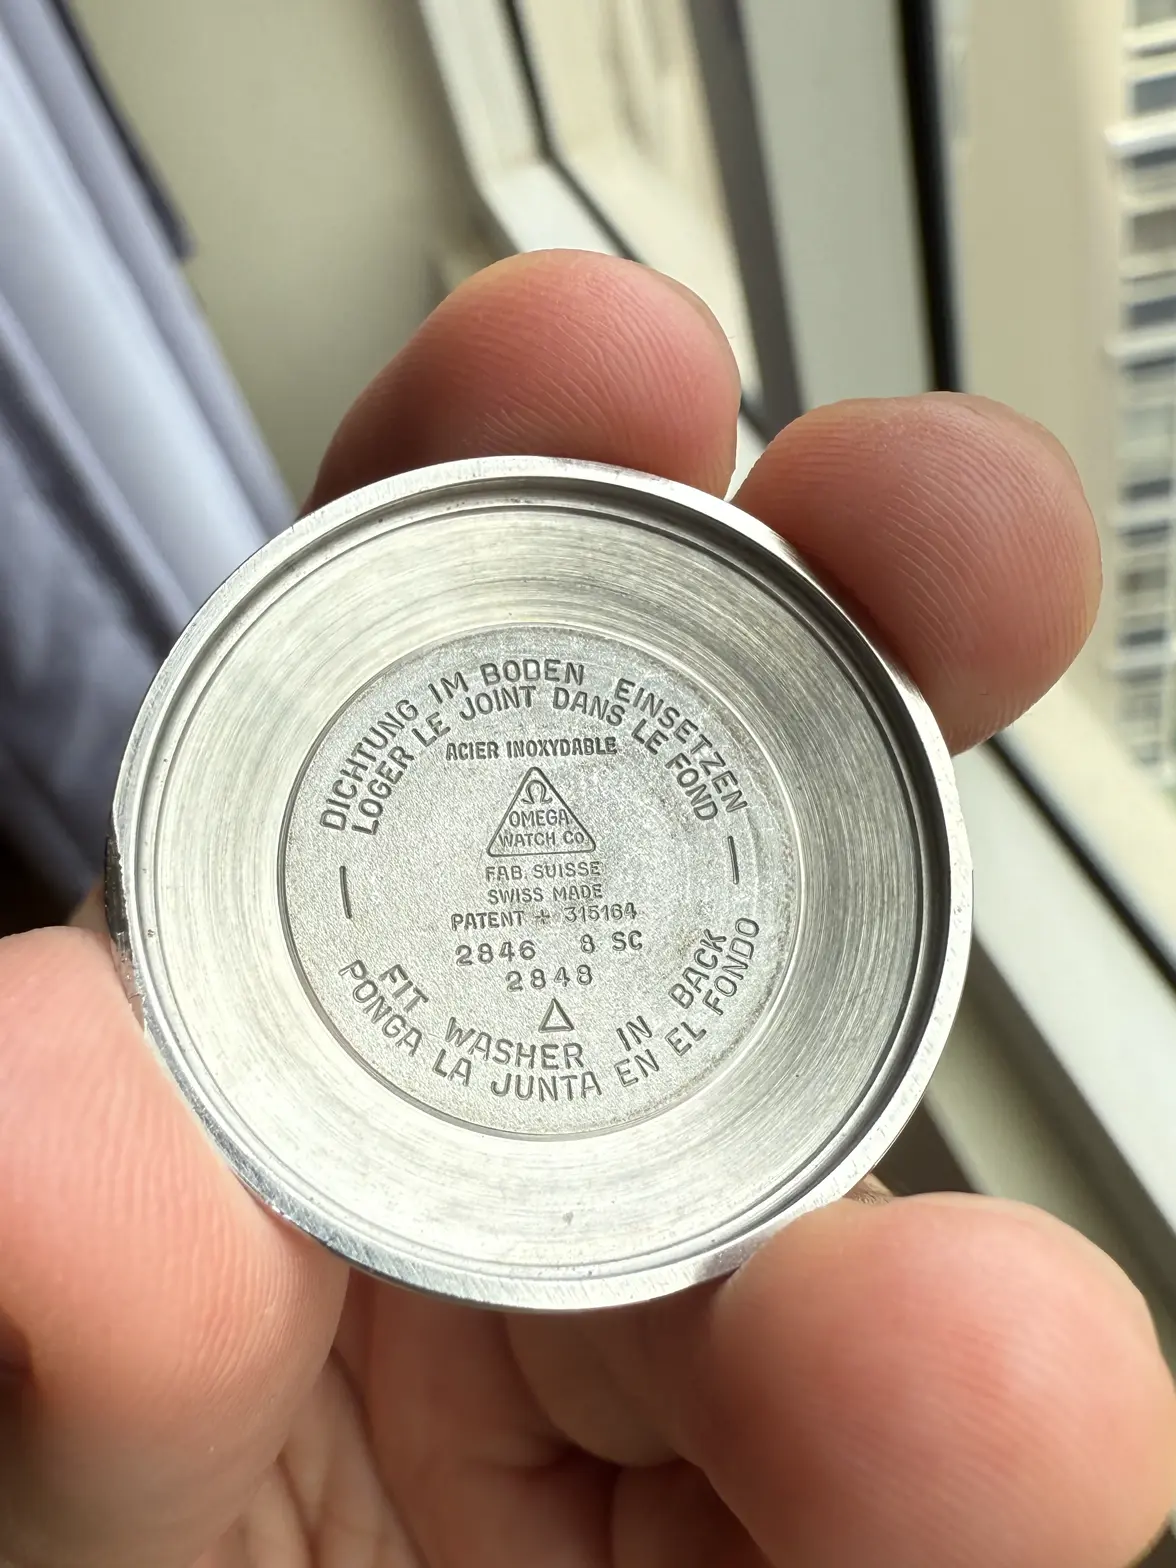 DICHTUNG IM BODEN EINSETZEN
LOGER LE JOINT DANS LE FOND
ACIER INOXYDABLE
Ω
OMEGA
WATCH CO
FAB. SUISSE
SWISS MADE
PATENT + 315164
2846 8 SC
2848
FIT WASHER IN BACK
PONGA LA JUNTA EN EL FONDO